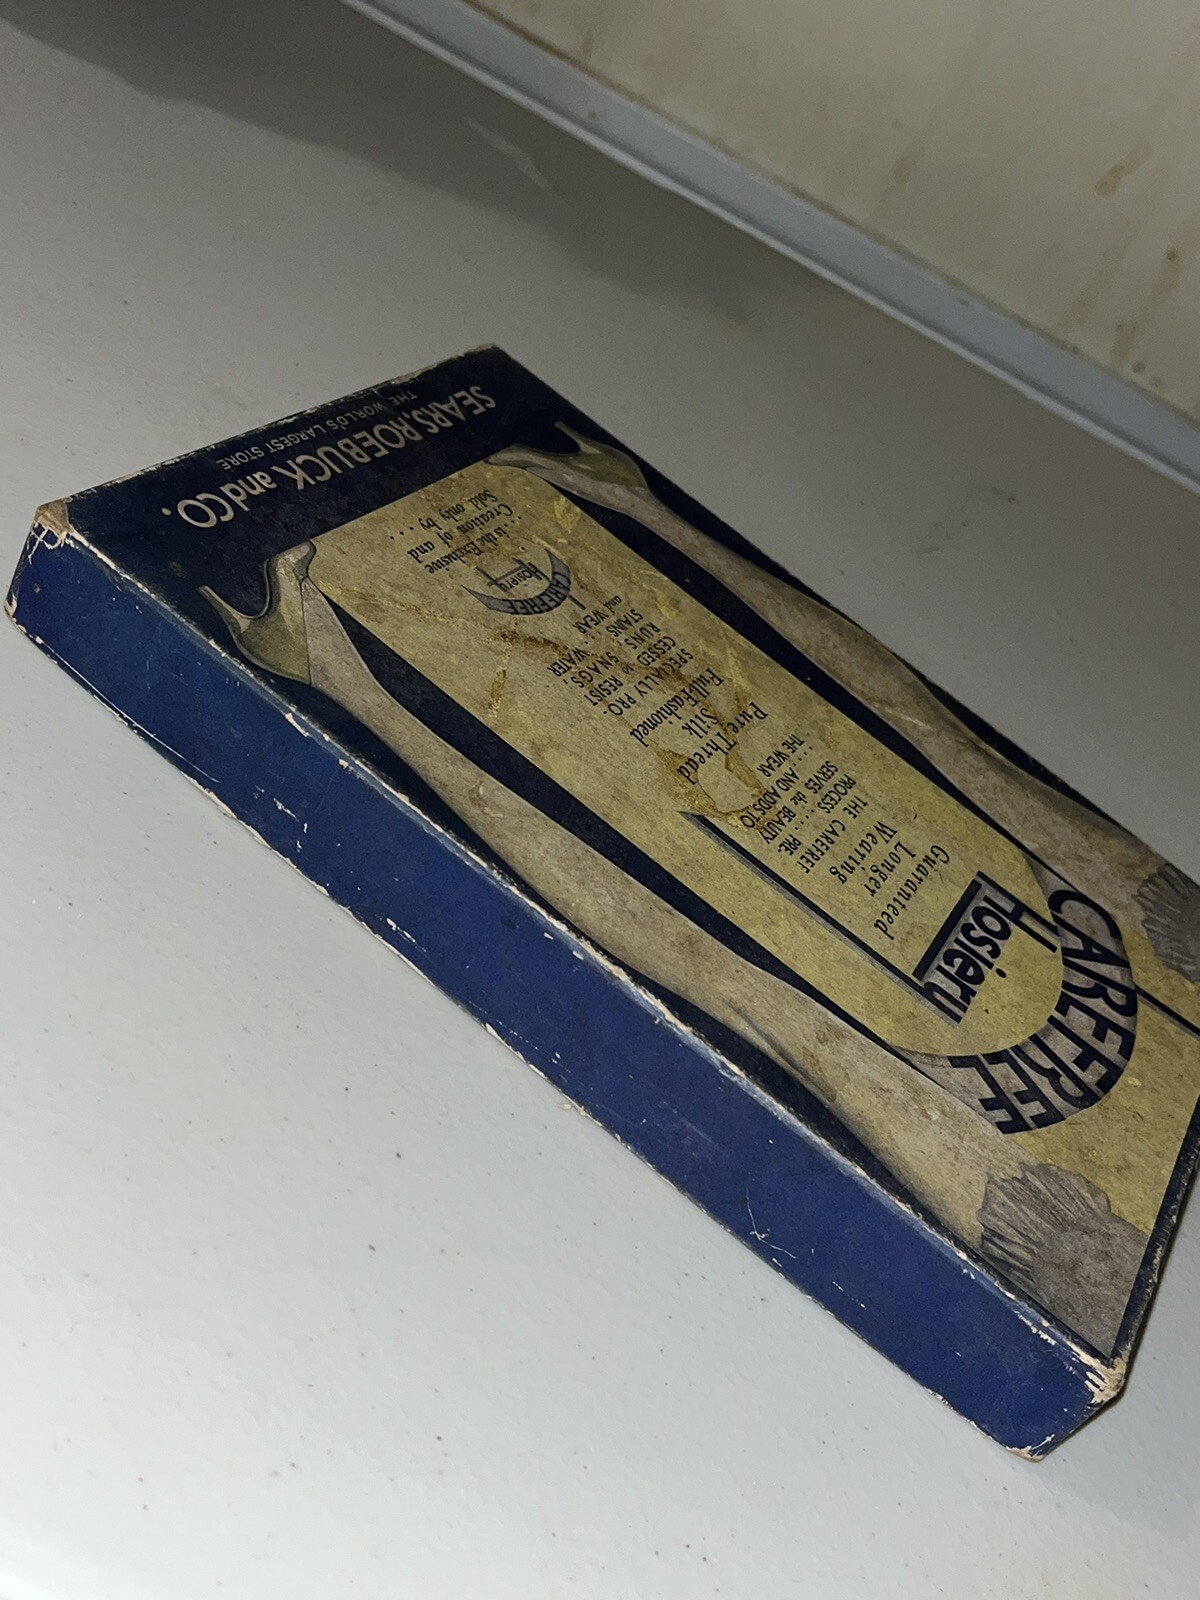 CAREFREE
Hosiery
Guaranteed
Longer
Wearing
THE CAREFREE
PROCESS .... PRE-
SERVES the BEAUTY
.... AND ADDS TO
THE WEAR
Pure Thread
Silk
Full Fashioned
SPECIALLY PRO-
CESSED to RESIST
RUNS, SNAGS,
STAINS .. WATER
and WEAR
CAREFREE
Hosiery
... is the Exclusive
Creation of and
Sold only by ....
SEARS, ROEBUCK and CO.
THE WORLD'S LARGEST STORE